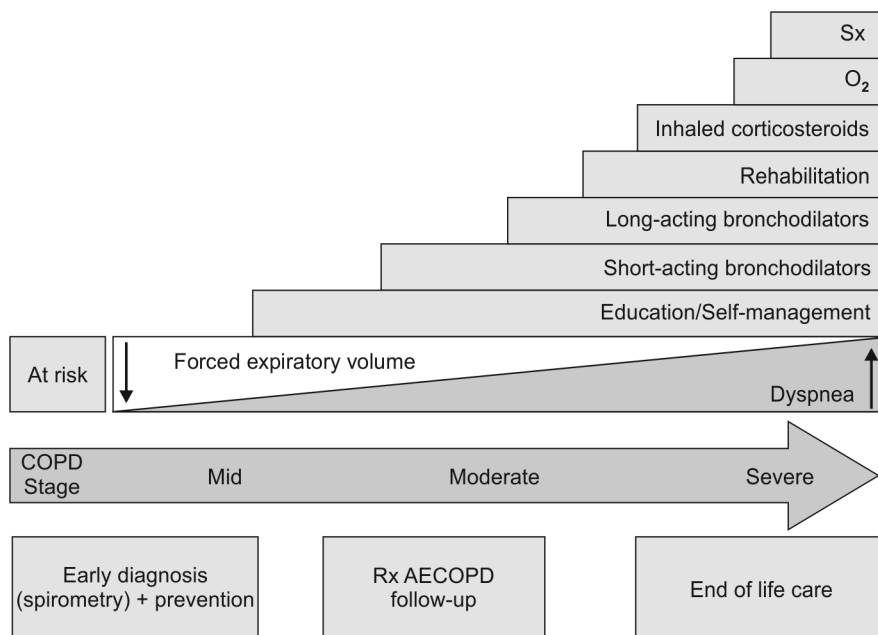 Sx
O₂
Inhaled corticosteroids
Rehabilitation
Long-acting bronchodilators
Short-acting bronchodilators
Education/Self-management
At risk
Forced expiratory volume
Dyspnea
COPD
Stage
Mid
Moderate
Severe
Early diagnosis
(spirometry) + prevention
Rx AECOPD
follow-up
End of life care